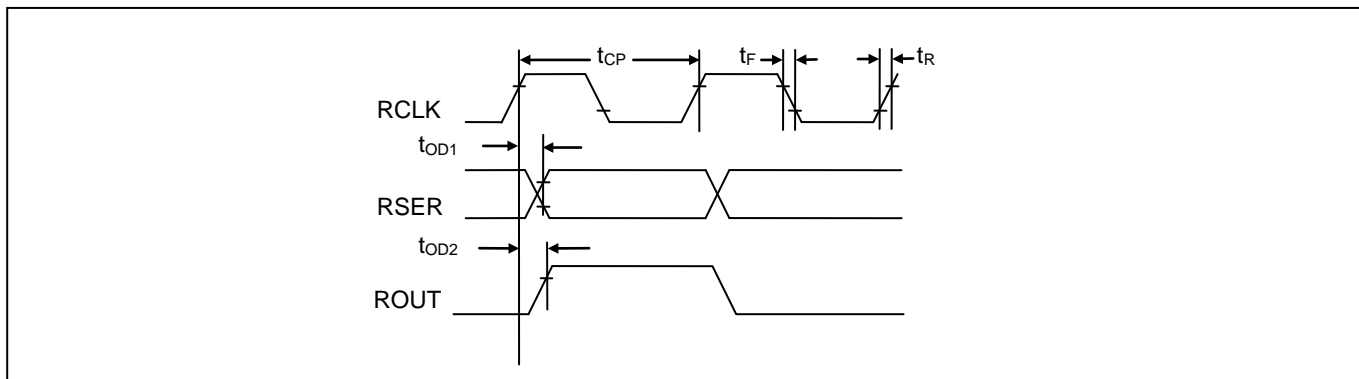 tCP
tF
tR
RCLK
tOD1
RSER
tOD2
ROUT